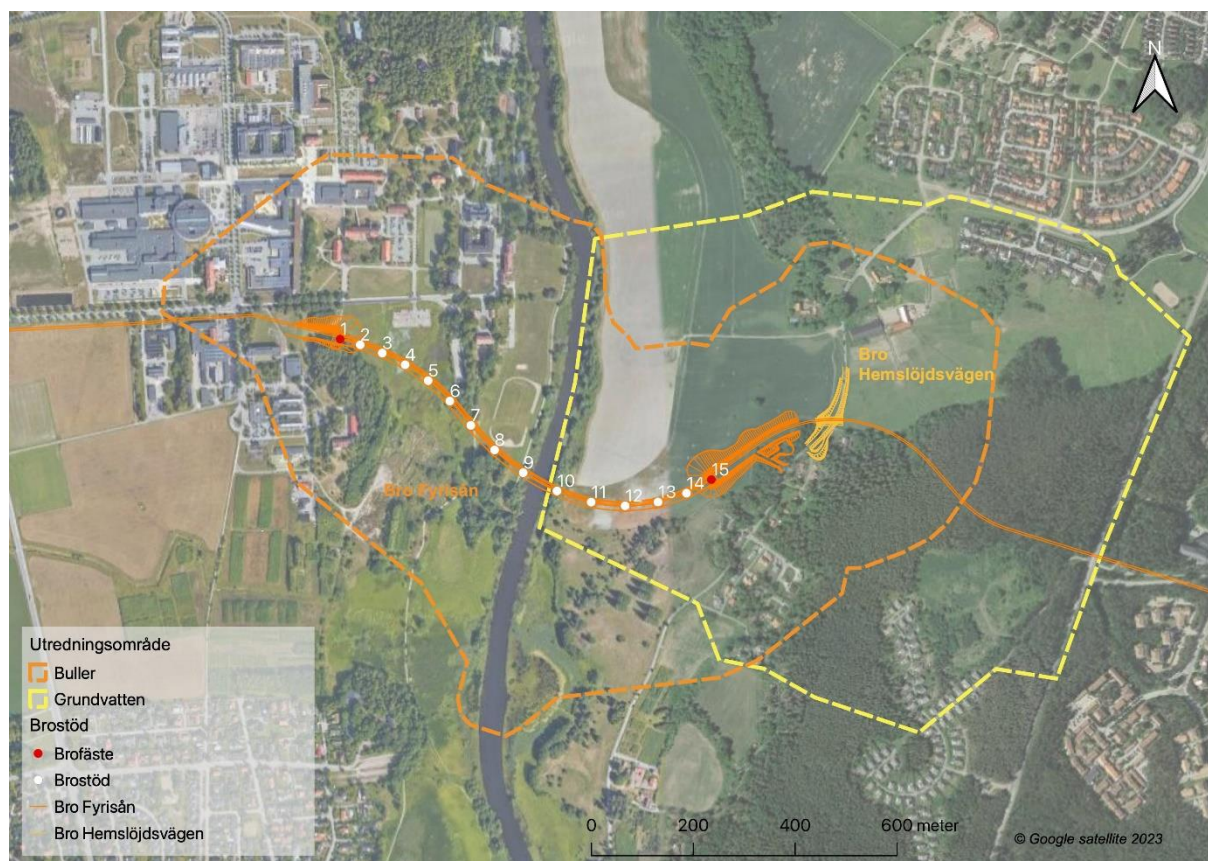 N
1
2
3
4
5
6
7
8
9
10
11
12
13
14
15
Bro
Hemslöjdsvägen
Bro Fyrisån
Utredningsområde
Buller
Grundvatten
Brostöd
Brofäste
Brostöd
Bro Fyrisån
Bro Hemslöjdsvägen
0 200 400 600 meter
© Google satellite 2023